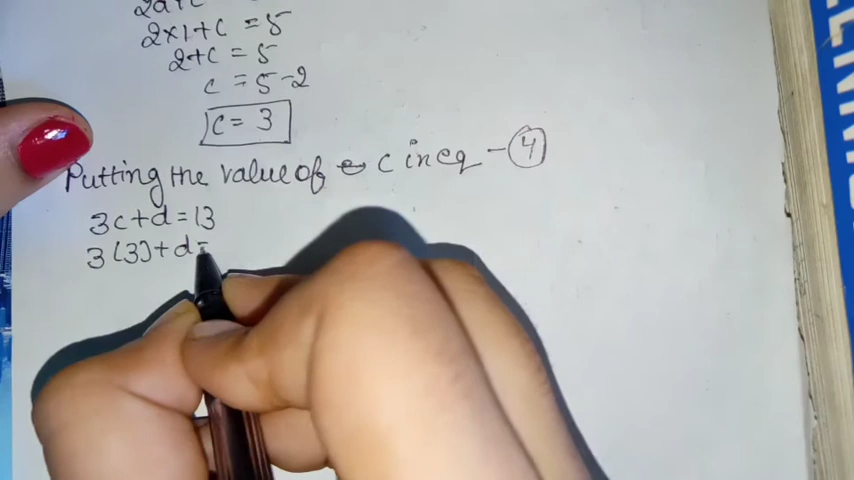 2a+c
2×1+c = 5
2+c = 5
c = 5-2
c = 3
Putting the value of c in eq - 4
3c+d=13
3(3)+d=